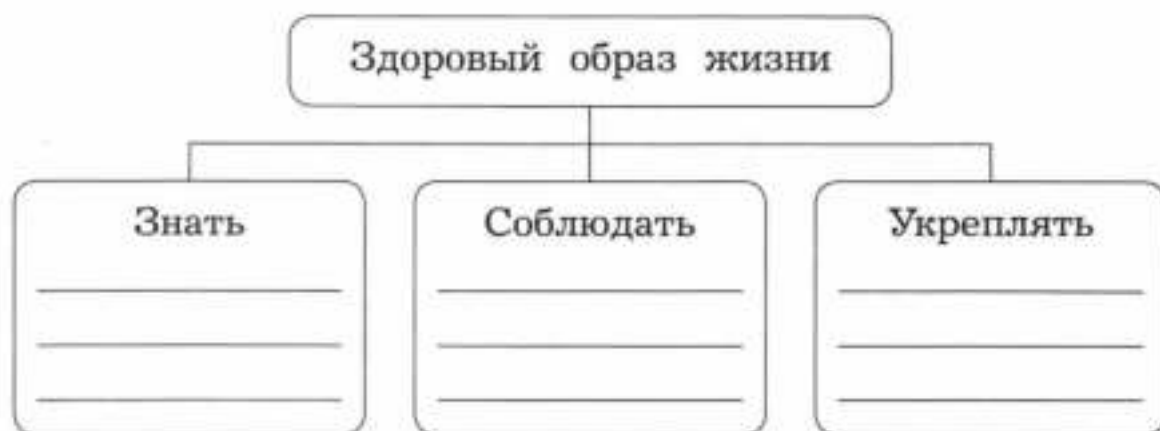 Здоровый образ жизни
Знать
Соблюдать
Укреплять